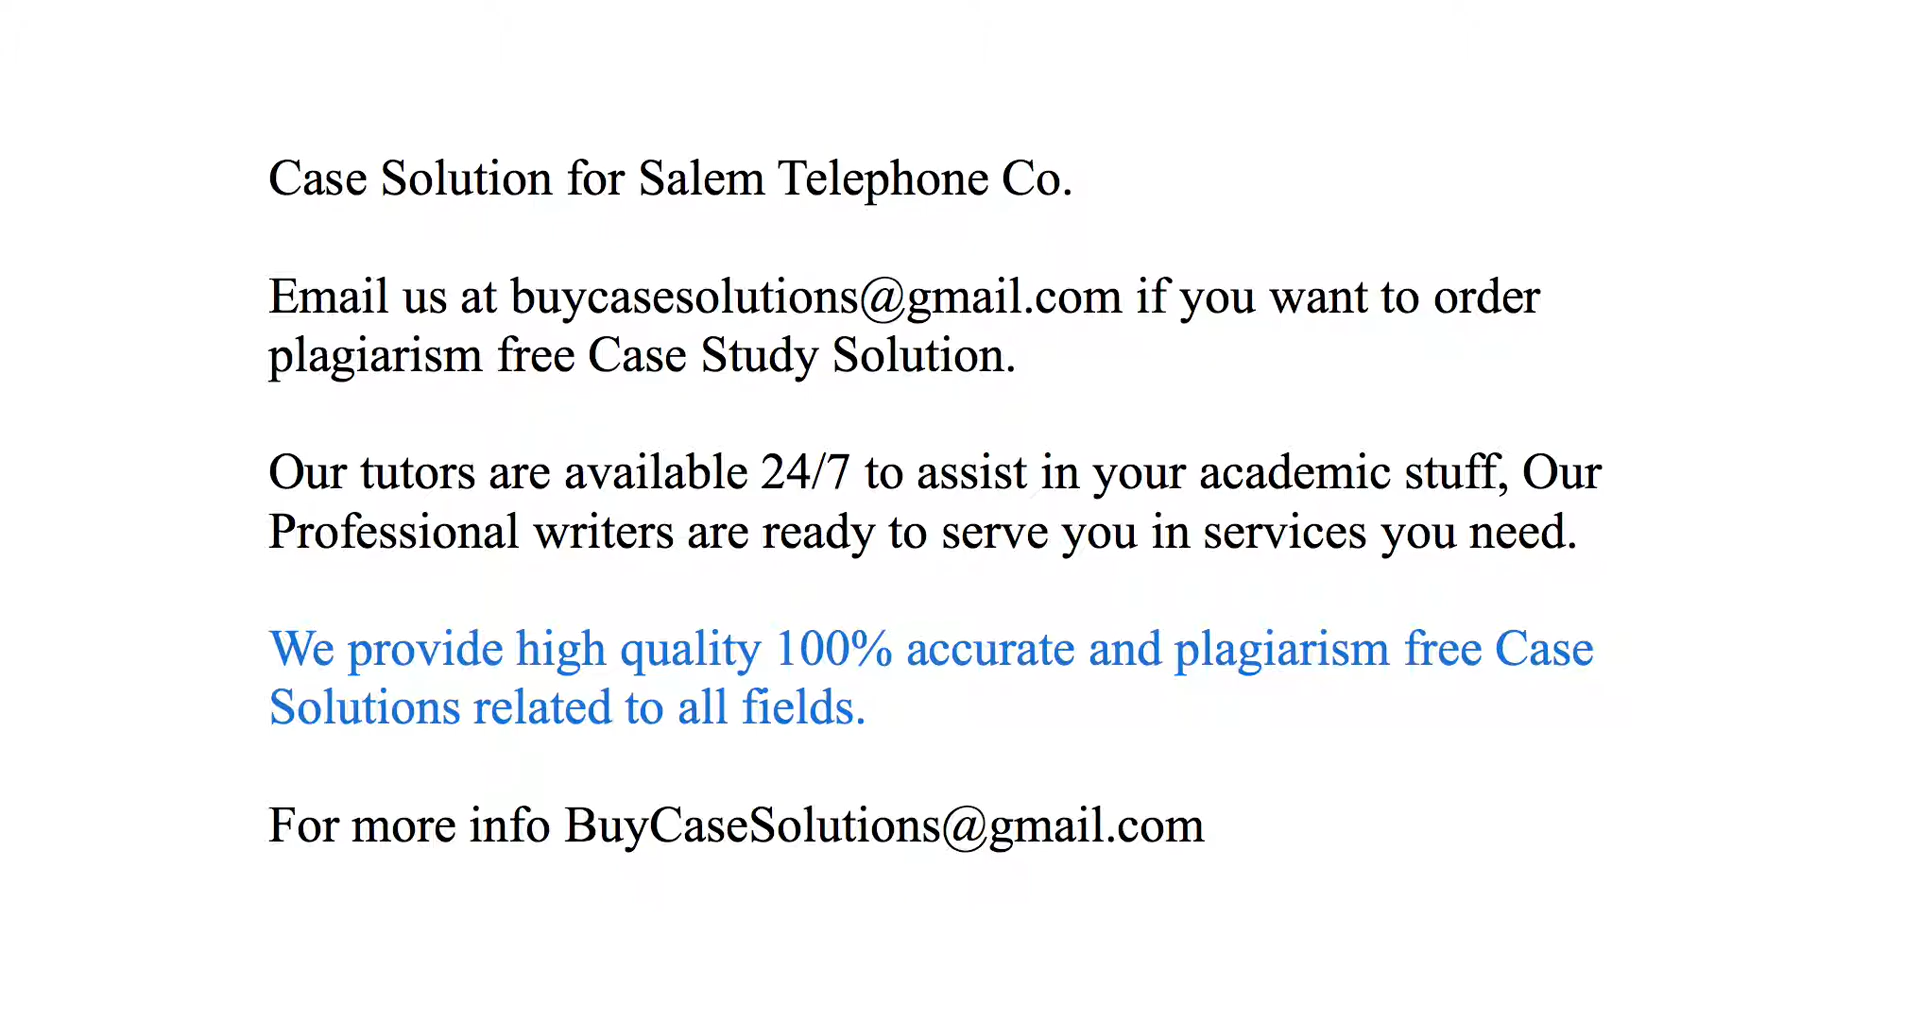 Case Solution for Salem Telephone Co.
Email us at buycasesolutions@gmail.com if you want to order
plagiarism free Case Study Solution.
Our tutors are available 24/7 to assist in your academic stuff, Our
Professional writers are ready to serve you in services you need.
We provide high quality 100% accurate and plagiarism free Case
Solutions related to all fields.
For more info BuyCaseSolutions@gmail.com